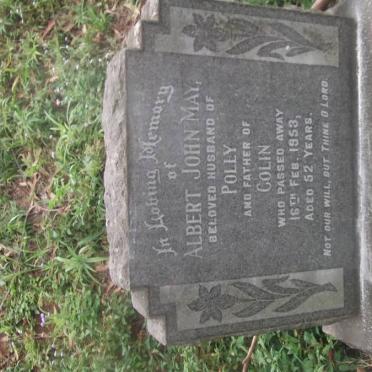 In Loving Memory
of
ALBERT JOHN MAY,
BELOVED HUSBAND OF
POLLY
AND FATHER OF
COLIN
WHO PASSED AWAY
16TH FEB. 1953,
AGED 52 YEARS.
NOT OUR WILL, BUT THINE O LORD.